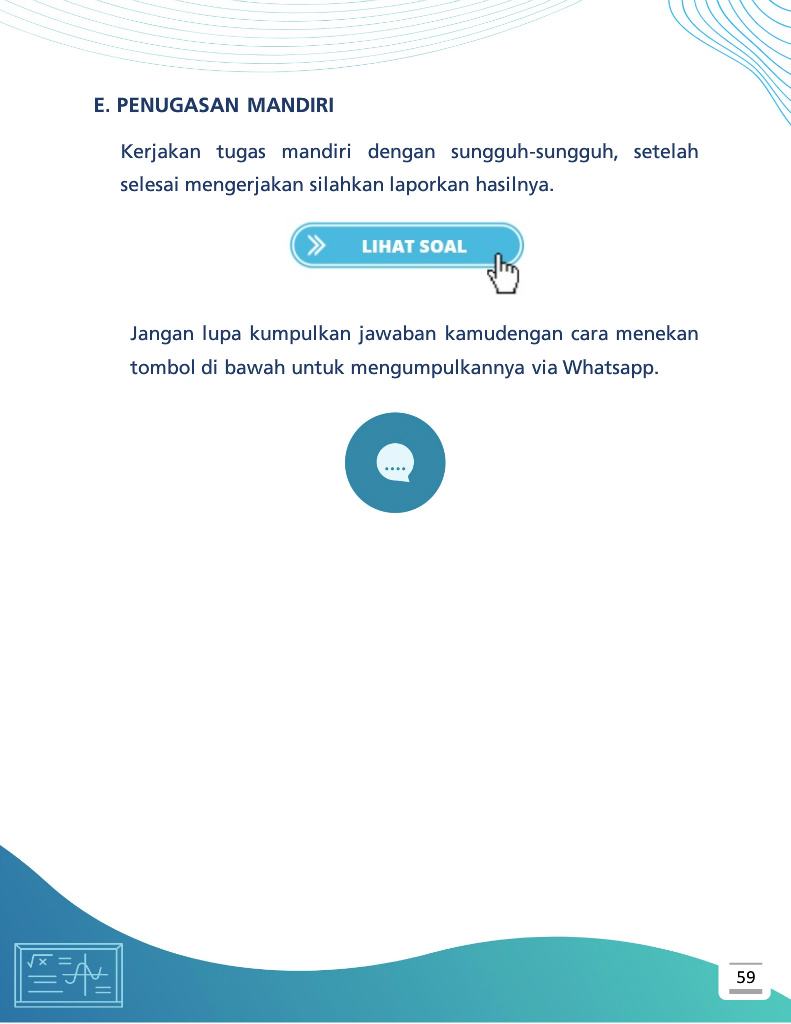 E. PENUGASAN MANDIRI
Kerjakan tugas mandiri dengan sungguh-sungguh, setelah
selesai mengerjakan silahkan laporkan hasilnya.
LIHAT SOAL
Jangan lupa kumpulkan jawaban kamudengan cara menekan
tombol di bawah untuk mengumpulkannya via Whatsapp.
√x
59